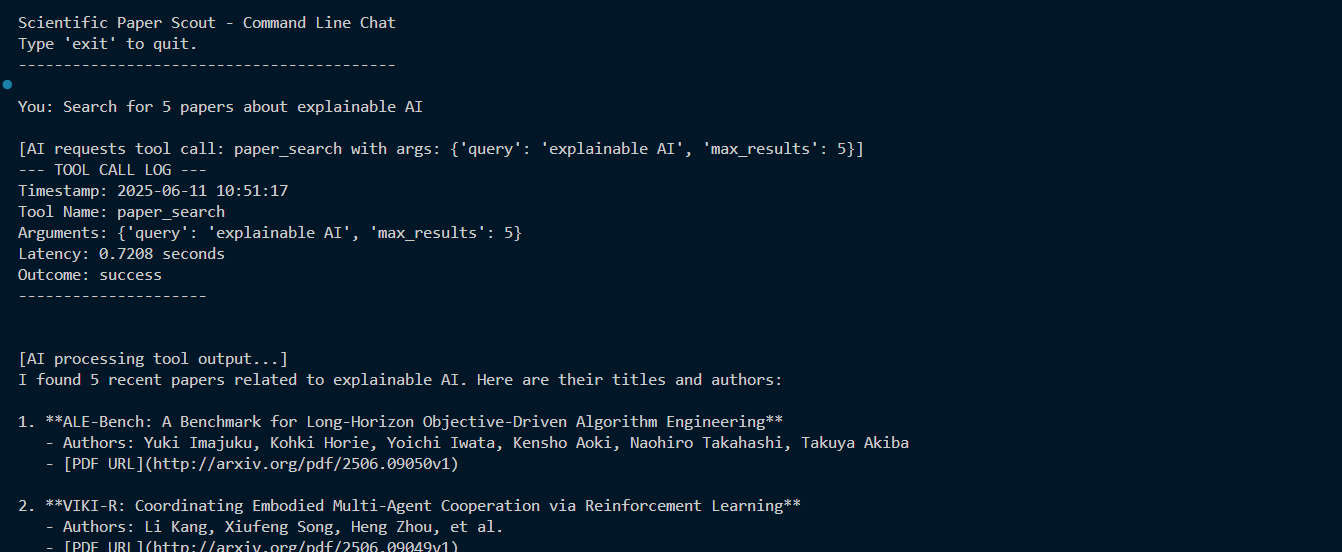 Scientific Paper Scout - Command Line Chat
Type 'exit' to quit.
------------------------------------------
You: Search for 5 papers about explainable AI
[AI requests tool call: paper_search with args: {'query': 'explainable AI', 'max_results': 5}]
--- TOOL CALL LOG ---
Timestamp: 2025-06-11 10:51:17
Tool Name: paper_search
Arguments: {'query': 'explainable AI', 'max_results': 5}
Latency: 0.7208 seconds
Outcome: success
---------------------
[AI processing tool output...]
I found 5 recent papers related to explainable AI. Here are their titles and authors:
1. **ALE-Bench: A Benchmark for Long-Horizon Objective-Driven Algorithm Engineering**
- Authors: Yuki Imajuku, Kohki Horie, Yoichi Iwata, Kensho Aoki, Naohiro Takahashi, Takuya Akiba
- [PDF URL](http://arxiv.org/pdf/2506.09050v1)
2. **VIKI-R: Coordinating Embodied Multi-Agent Cooperation via Reinforcement Learning**
- Authors: Li Kang, Xiufeng Song, Heng Zhou, et al.
- [PDF URL](http://arxiv.org/pdf/2506.09049v1)